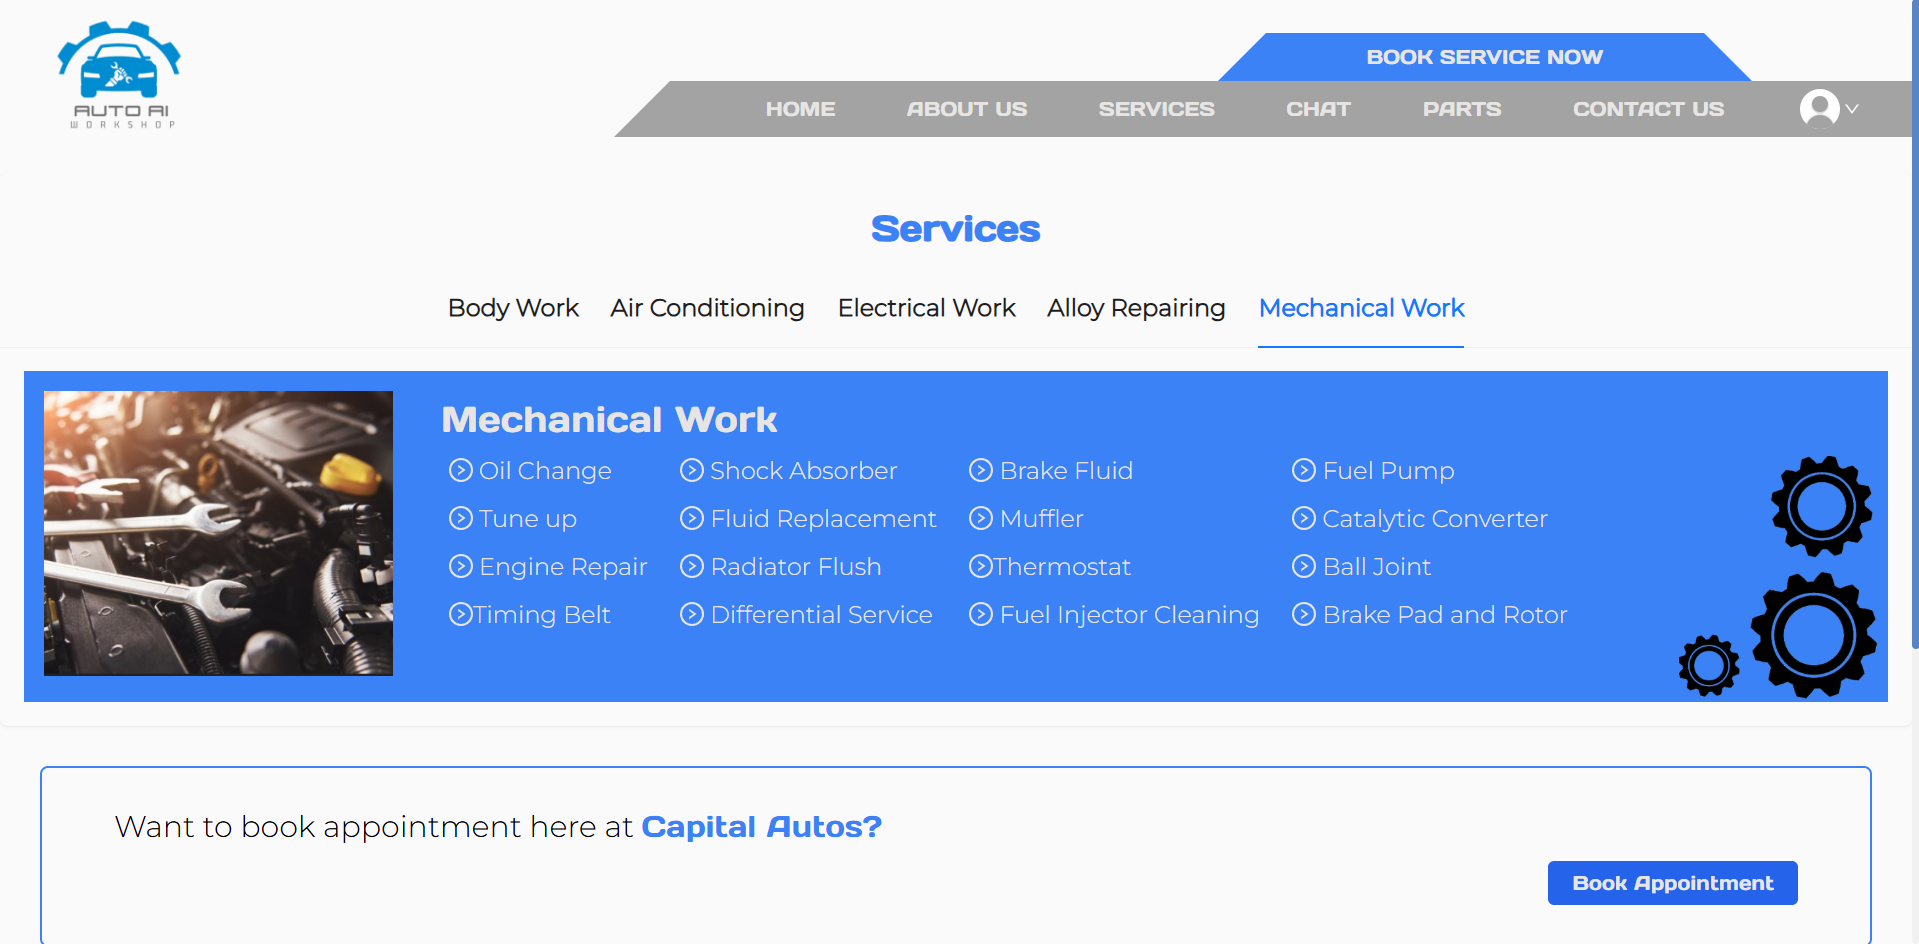 AUTO AI
WORKSHOP
BOOK SERVICE NOW
HOME ABOUT US SERVICES CHAT PARTS CONTACT US
Services
Body Work Air Conditioning Electrical Work Alloy Repairing Mechanical Work
Mechanical Work
Oil Change Shock Absorber Brake Fluid Fuel Pump
Tune up Fluid Replacement Muffler Catalytic Converter
Engine Repair Radiator Flush Thermostat Ball Joint
Timing Belt Differential Service Fuel Injector Cleaning Brake Pad and Rotor
Want to book appointment here at Capital Autos?
Book Appointment